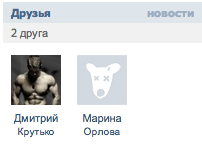 Друзья новости
2 друга
Дмитрий Марина
Крутько Орлова